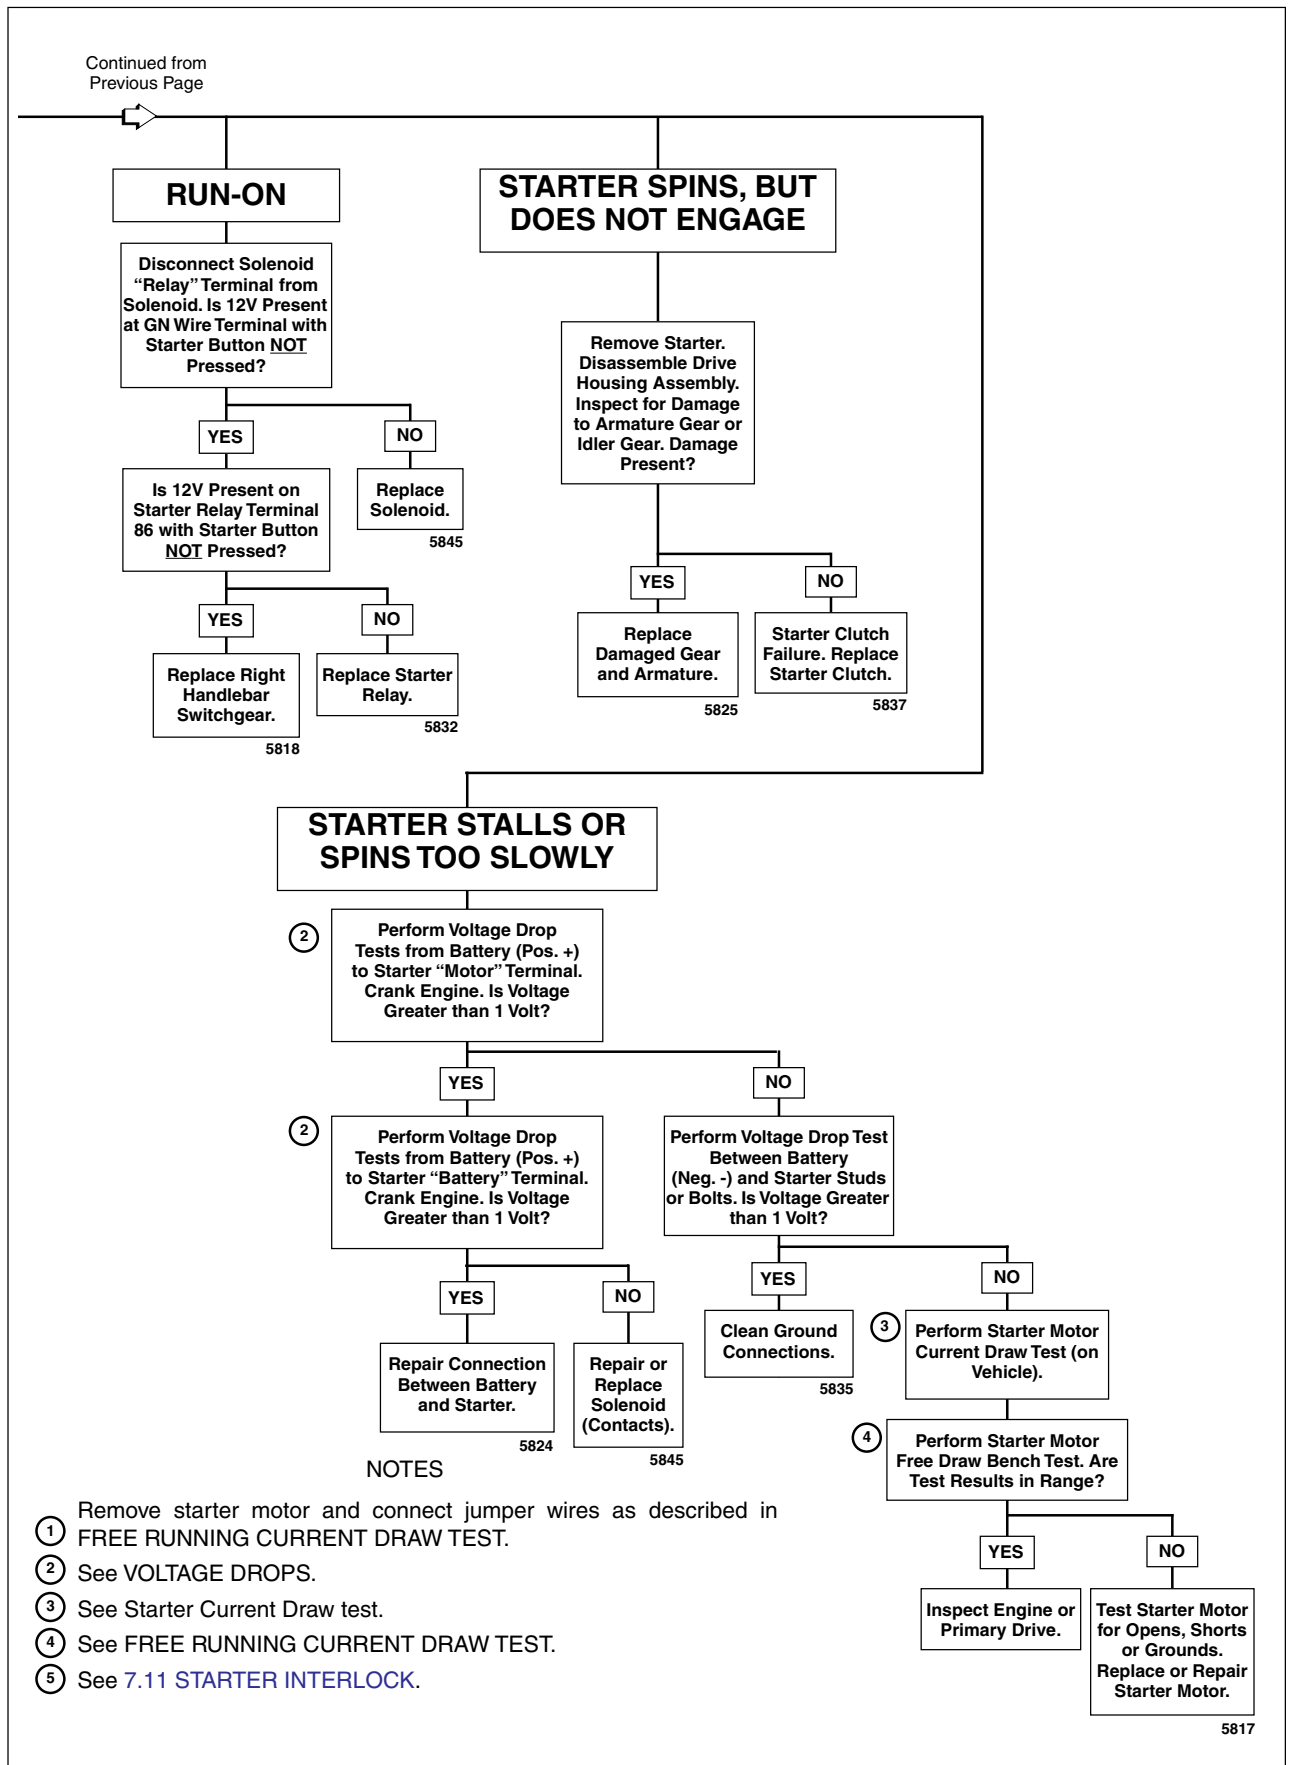 Continued from
Previous Page
RUN-ON
Disconnect Solenoid
“Relay” Terminal from
Solenoid. Is 12V Present
at GN Wire Terminal with
Starter Button NOT
Pressed?
YES
NO
Is 12V Present on
Starter Relay Terminal
86 with Starter Button
NOT Pressed?
Replace
Solenoid.
5845
YES
NO
Replace Right
Handlebar
Switchgear.
5818
Replace Starter
Relay.
5832
STARTER SPINS, BUT
DOES NOT ENGAGE
Remove Starter.
Disassemble Drive
Housing Assembly.
Inspect for Damage
to Armature Gear or
Idler Gear. Damage
Present?
YES
NO
Replace
Damaged Gear
and Armature.
5825
Starter Clutch
Failure. Replace
Starter Clutch.
5837
STARTER STALLS OR
SPINS TOO SLOWLY
2
Perform Voltage Drop
Tests from Battery (Pos. +)
to Starter “Motor” Terminal.
Crank Engine. Is Voltage
Greater than 1 Volt?
YES
NO
2
Perform Voltage Drop
Tests from Battery (Pos. +)
to Starter “Battery” Terminal.
Crank Engine. Is Voltage
Greater than 1 Volt?
Perform Voltage Drop Test
Between Battery
(Neg. -) and Starter Studs
or Bolts. Is Voltage Greater
than 1 Volt?
YES
NO
Repair Connection
Between Battery
and Starter.
5824
Repair or
Replace
Solenoid
(Contacts).
5845
YES
NO
Clean Ground
Connections.
5835
3
Perform Starter Motor
Current Draw Test (on
Vehicle).
4
Perform Starter Motor
Free Draw Bench Test. Are
Test Results in Range?
YES
NO
Inspect Engine or
Primary Drive.
Test Starter Motor
for Opens, Shorts
or Grounds.
Replace or Repair
Starter Motor.
5817
NOTES
1 Remove starter motor and connect jumper wires as described in
FREE RUNNING CURRENT DRAW TEST.
2 See VOLTAGE DROPS.
3 See Starter Current Draw test.
4 See FREE RUNNING CURRENT DRAW TEST.
5 See 7.11 STARTER INTERLOCK.